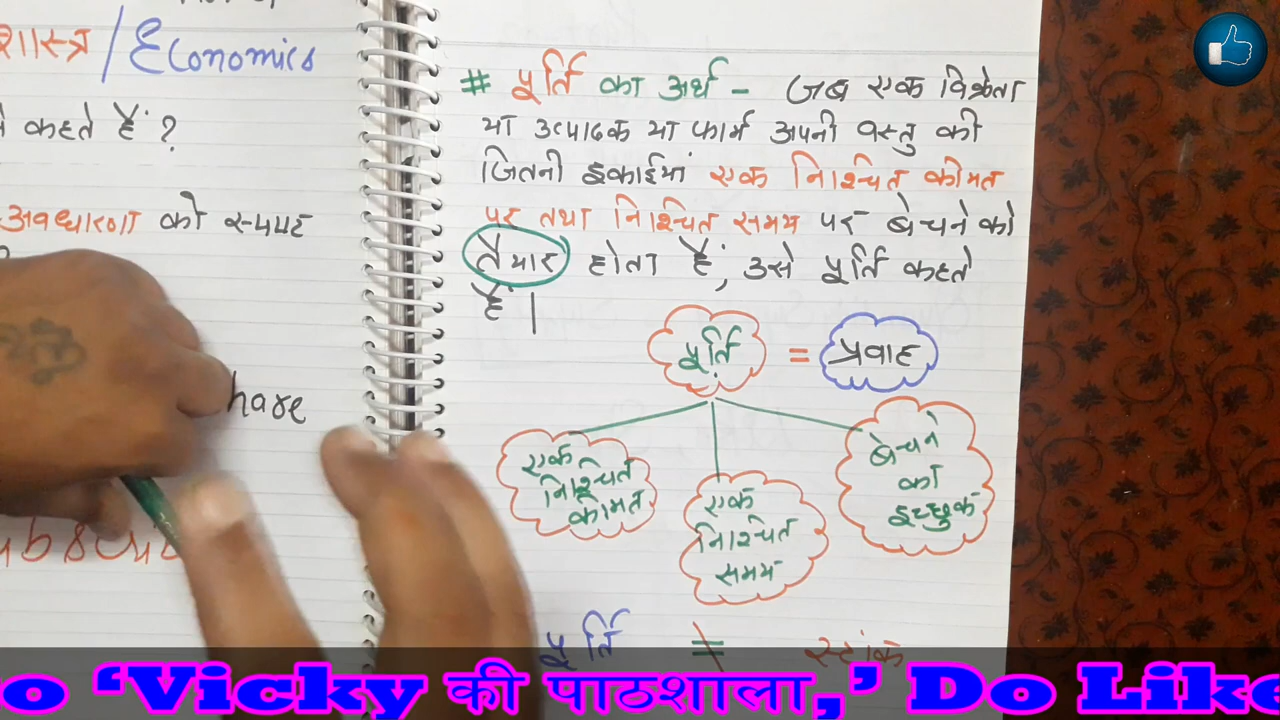 शास्त्र / Economics
कहते हैं ?
अवधारणा को स्पष्ट
hare
# पूर्ति का अर्थ - जब एक विक्रेता
या उत्पादक या फार्म अपनी वस्तु की
जितनी इकाईयां एक निश्चित कीमत
पर तथा निश्चित समय पर बेचने को
तैयार होता हैं, उसे पूर्ति कहते
हैं |
पूर्ति = प्रवाह
एक
निश्चित
कीमत
एक
निश्चित
समय
बेचने
का
इच्छुक
पूर्ति ≠ स्टॉक
to ‘Vicky की पाठशाला,’ Do Like